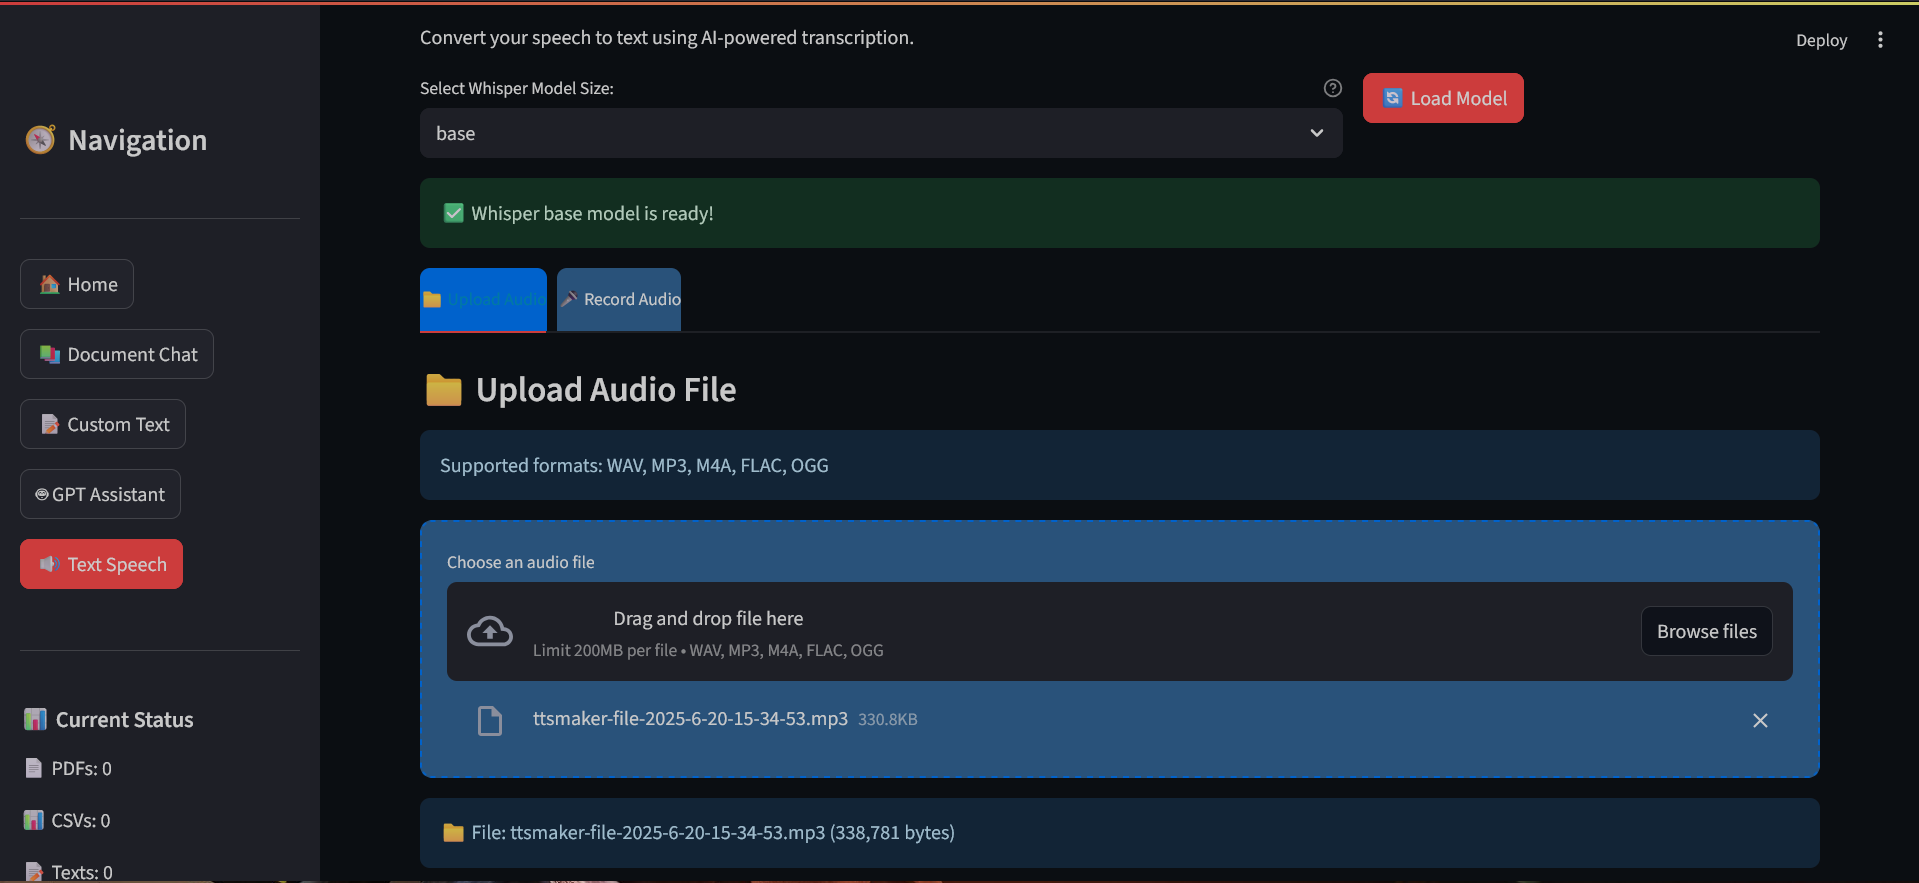 Convert your speech to text using AI-powered transcription.
Deploy
Select Whisper Model Size:
base
Load Model
Whisper base model is ready!
Upload Audio
Record Audio
Upload Audio File
Supported formats: WAV, MP3, M4A, FLAC, OGG
Choose an audio file
Drag and drop file here
Limit 200MB per file • WAV, MP3, M4A, FLAC, OGG
Browse files
ttsmaker-file-2025-6-20-15-34-53.mp3 330.8KB
File: ttsmaker-file-2025-6-20-15-34-53.mp3 (338,781 bytes)
Navigation
Home
Document Chat
Custom Text
GPT Assistant
Text Speech
Current Status
PDFs: 0
CSVs: 0
Texts: 0